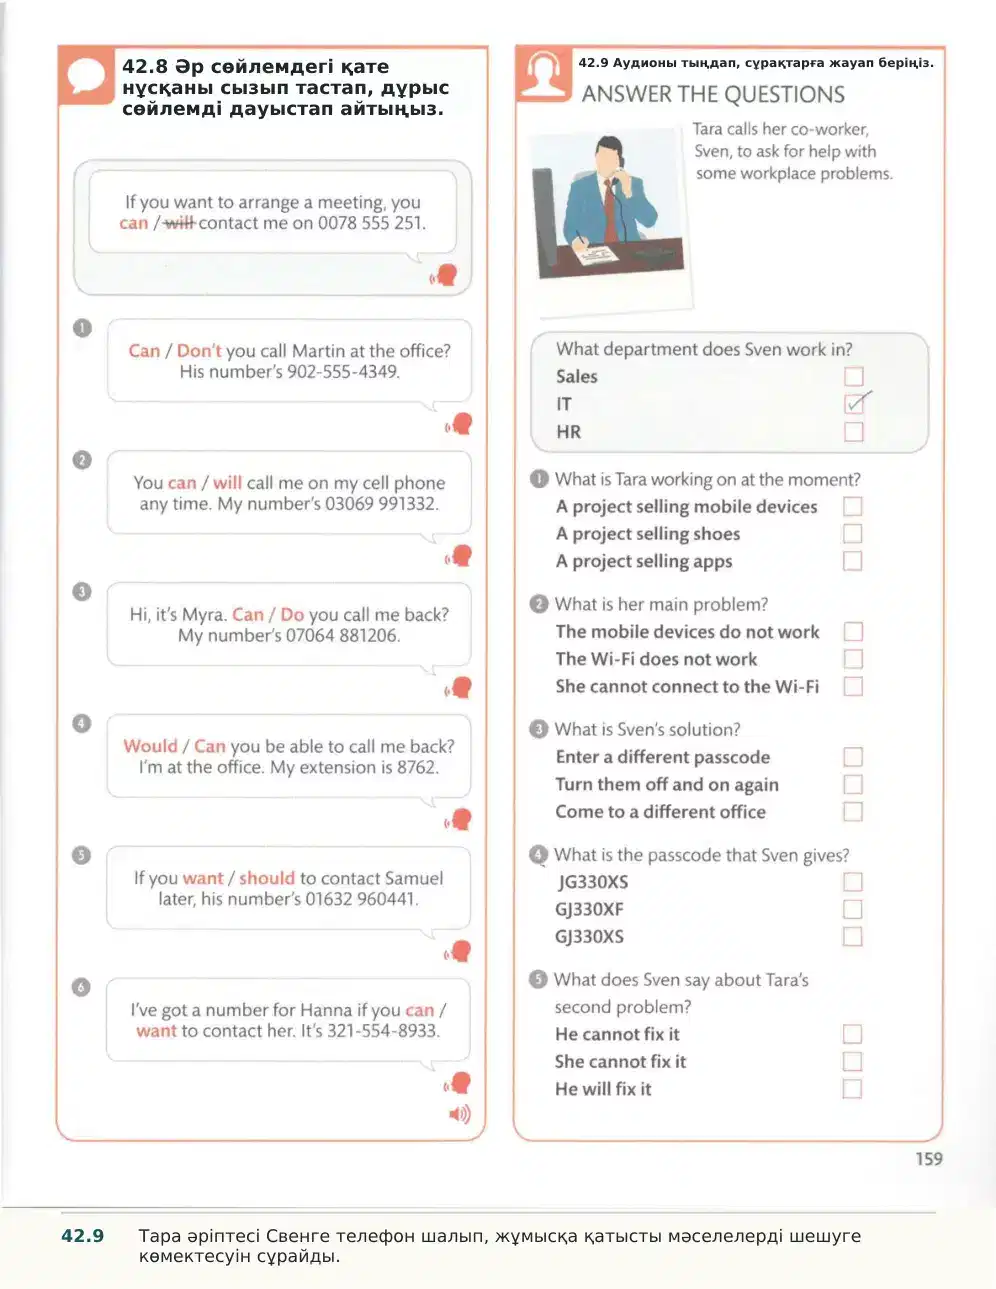 42.8 Әр сөйлемдегі қате
нұсқаны сызып тастап, дұрыс
сөйлемді дауыстап айтыңыз.
If you want to arrange a meeting, you
can / will contact me on 0078 555 251.
1
Can / Don't you call Martin at the office?
His number's 902-555-4349.
2
You can / will call me on my cell phone
any time. My number's 03069 991332.
3
Hi, it's Myra. Can / Do you call me back?
My number's 07064 881206.
4
Would / Can you be able to call me back?
I'm at the office. My extension is 8762.
5
If you want / should to contact Samuel
later, his number's 01632 960441.
6
I've got a number for Hanna if you can /
want to contact her. It's 321-554-8933.
42.9 Аудионы тыңдап, сұрақтарға жауап беріңіз.
ANSWER THE QUESTIONS
Tara calls her co-worker,
Sven, to ask for help with
some workplace problems.
What department does Sven work in?
Sales
IT
HR
1 What is Tara working on at the moment?
A project selling mobile devices
A project selling shoes
A project selling apps
2 What is her main problem?
The mobile devices do not work
The Wi-Fi does not work
She cannot connect to the Wi-Fi
3 What is Sven's solution?
Enter a different passcode
Turn them off and on again
Come to a different office
4 What is the passcode that Sven gives?
JG330XS
GJ330XF
GJ330XS
5 What does Sven say about Tara's
second problem?
He cannot fix it
She cannot fix it
He will fix it
159
42.9 Тара әріптесі Свенге телефон шалып, жұмысқа қатысты мәселелерді шешуге
көмектесуін сұрайды.